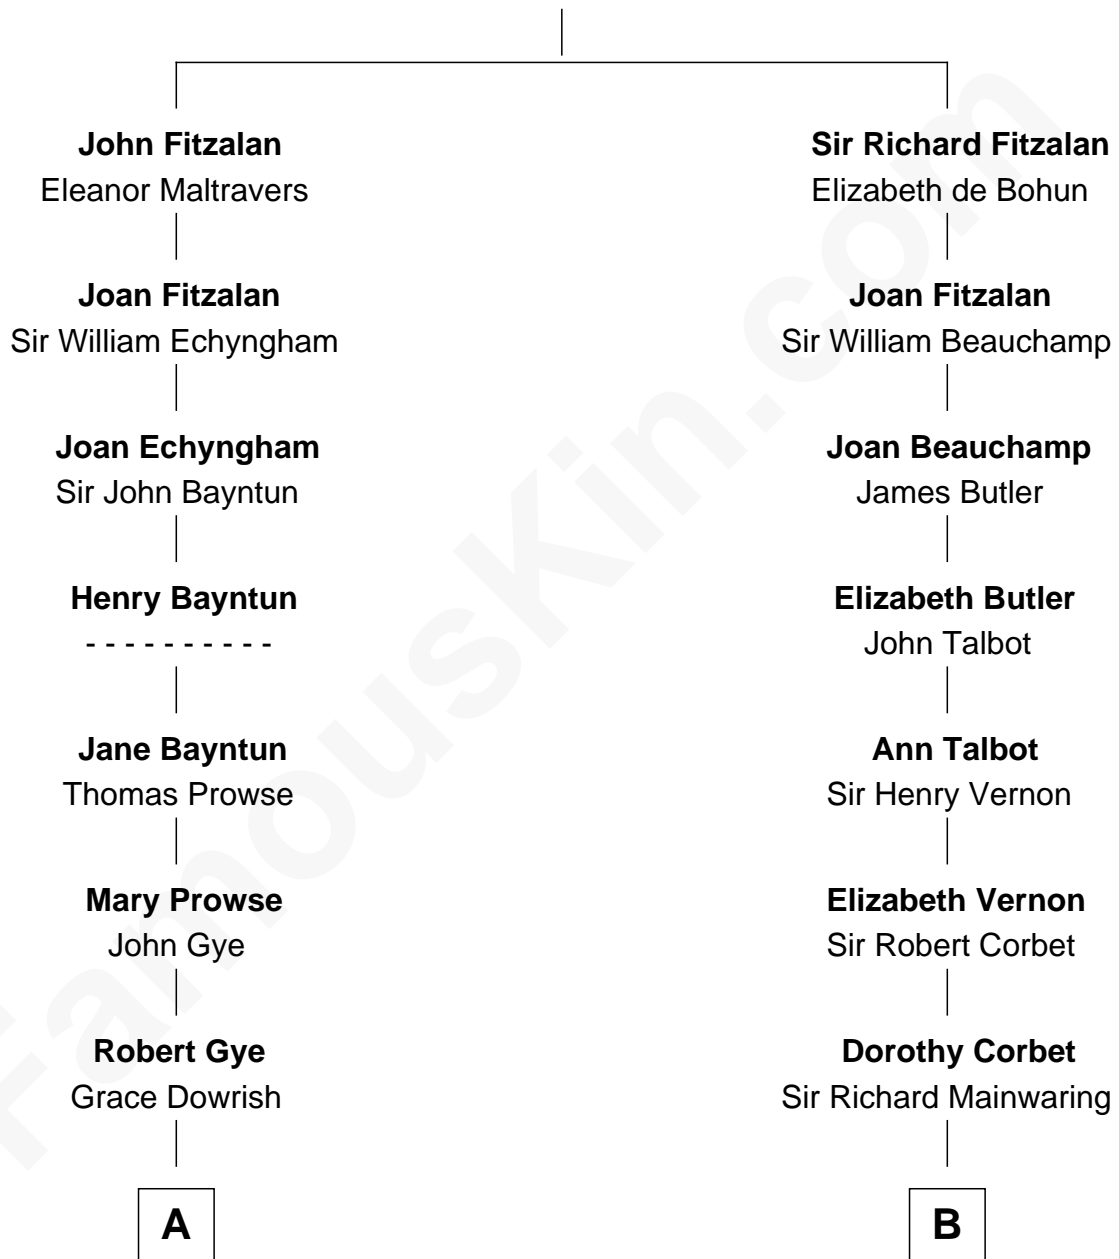 John Fitzalan
Eleanor Maltravers
Joan Fitzalan
Sir William Echyngham
Joan Echyngham
Sir John Bayntun
Henry Bayntun
- - - - - - - - - -
Jane Bayntun
Thomas Prowse
Mary Prowse
John Gye
Robert Gye
Grace Dowrish
A
Sir Richard Fitzalan
Elizabeth de Bohun
Joan Fitzalan
Sir William Beauchamp
Joan Beauchamp
James Butler
Elizabeth Butler
John Talbot
Ann Talbot
Sir Henry Vernon
Elizabeth Vernon
Sir Robert Corbet
Dorothy Corbet
Sir Richard Mainwaring
B
FamousKin.com